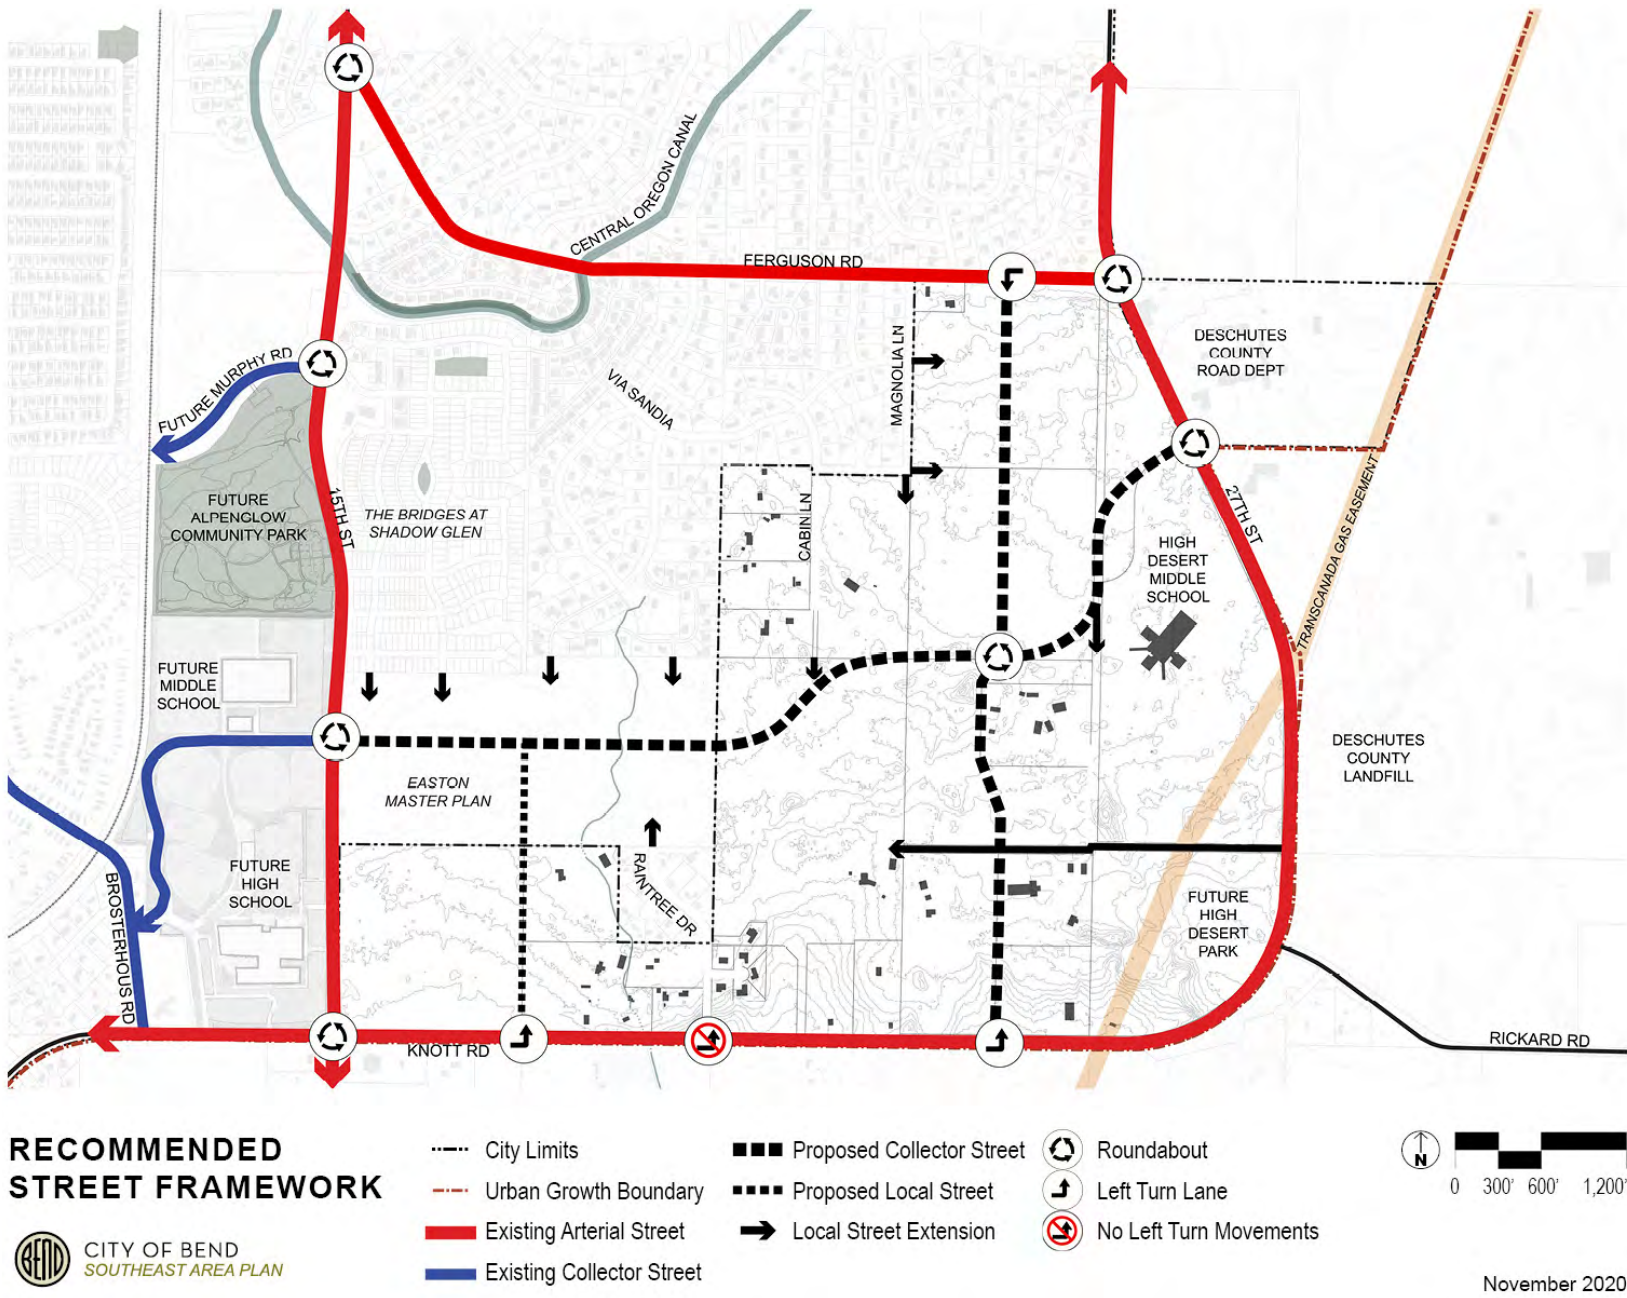 CENTRAL OREGON CANAL
FERGUSON RD
FUTURE MURPHY RD
VIA SANDIA
MAGNOLIA LN
DESCHUTES
COUNTY
ROAD DEPT
FUTURE
ALPENGLOW
COMMUNITY PARK
15TH ST
THE BRIDGES AT
SHADOW GLEN
CABIN LN
27TH ST
TRANSCANADA GAS EASEMENT
HIGH
DESERT
MIDDLE
SCHOOL
FUTURE
MIDDLE
SCHOOL
EASTON
MASTER PLAN
DESCHUTES
COUNTY
LANDFILL
FUTURE
HIGH
SCHOOL
BROSTERHOUS RD
RAINTREE DR
FUTURE
HIGH
DESERT
PARK
KNOTT RD
RICKARD RD
RECOMMENDED
STREET FRAMEWORK
BEND
CITY OF BEND
SOUTHEAST AREA PLAN
City Limits
Urban Growth Boundary
Existing Arterial Street
Existing Collector Street
Proposed Collector Street
Proposed Local Street
Local Street Extension
Roundabout
Left Turn Lane
No Left Turn Movements
N
0 300' 600' 1,200'
November 2020